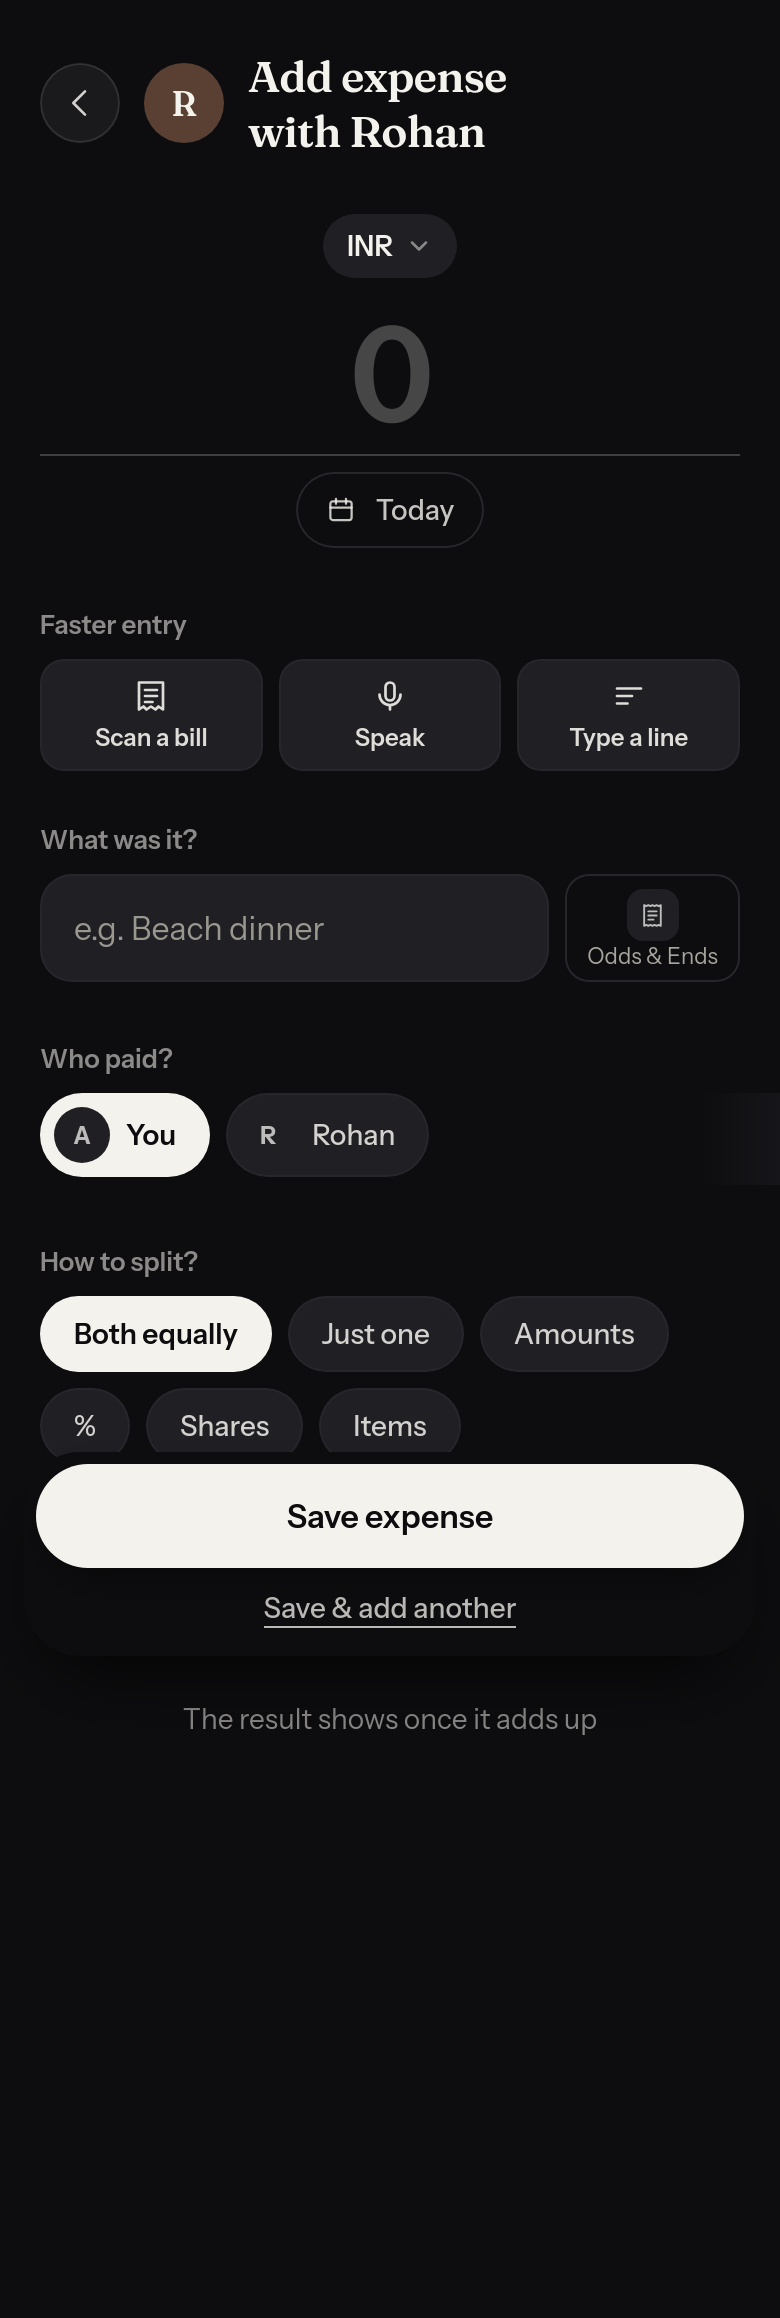 R
Add expense
with Rohan
INR
0
Today
Faster entry
Scan a bill
Speak
Type a line
What was it?
e.g. Beach dinner
Odds & Ends
Who paid?
A You
R Rohan
How to split?
Both equally
Just one
Amounts
%
Shares
Items
Save expense
Save & add another
The result shows once it adds up